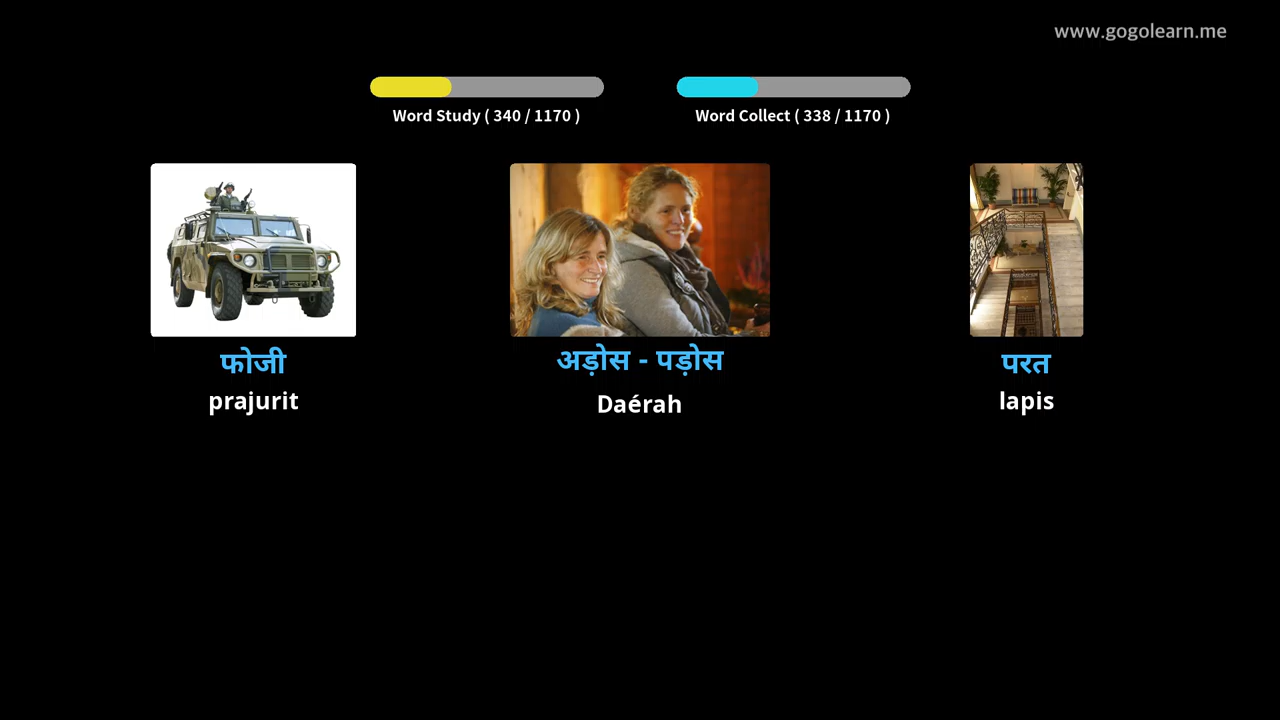 www.gogolearn.me
Word Study ( 340 / 1170 )
Word Collect ( 338 / 1170 )
फोजी
अड़ोस - पड़ोस
परत
prajurit
Daérah
lapis